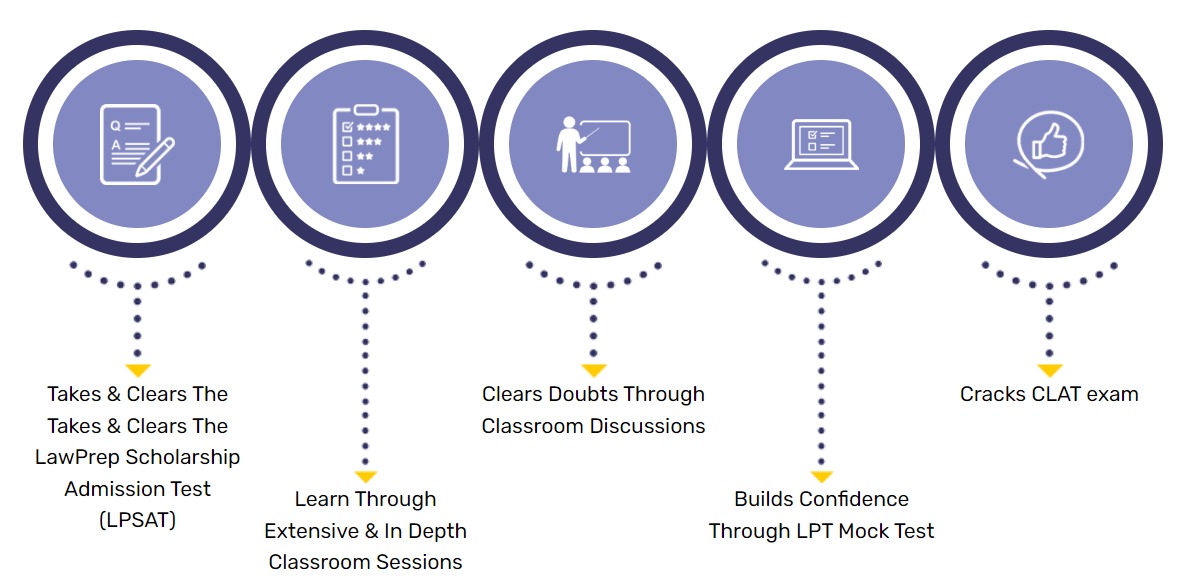 Q
A
Takes & Clears The
Takes & Clears The
LawPrep Scholarship
Admission Test
(LPSAT)
Learn Through
Extensive & In Depth
Classroom Sessions
Clears Doubts Through
Classroom Discussions
Builds Confidence
Through LPT Mock Test
Cracks CLAT exam